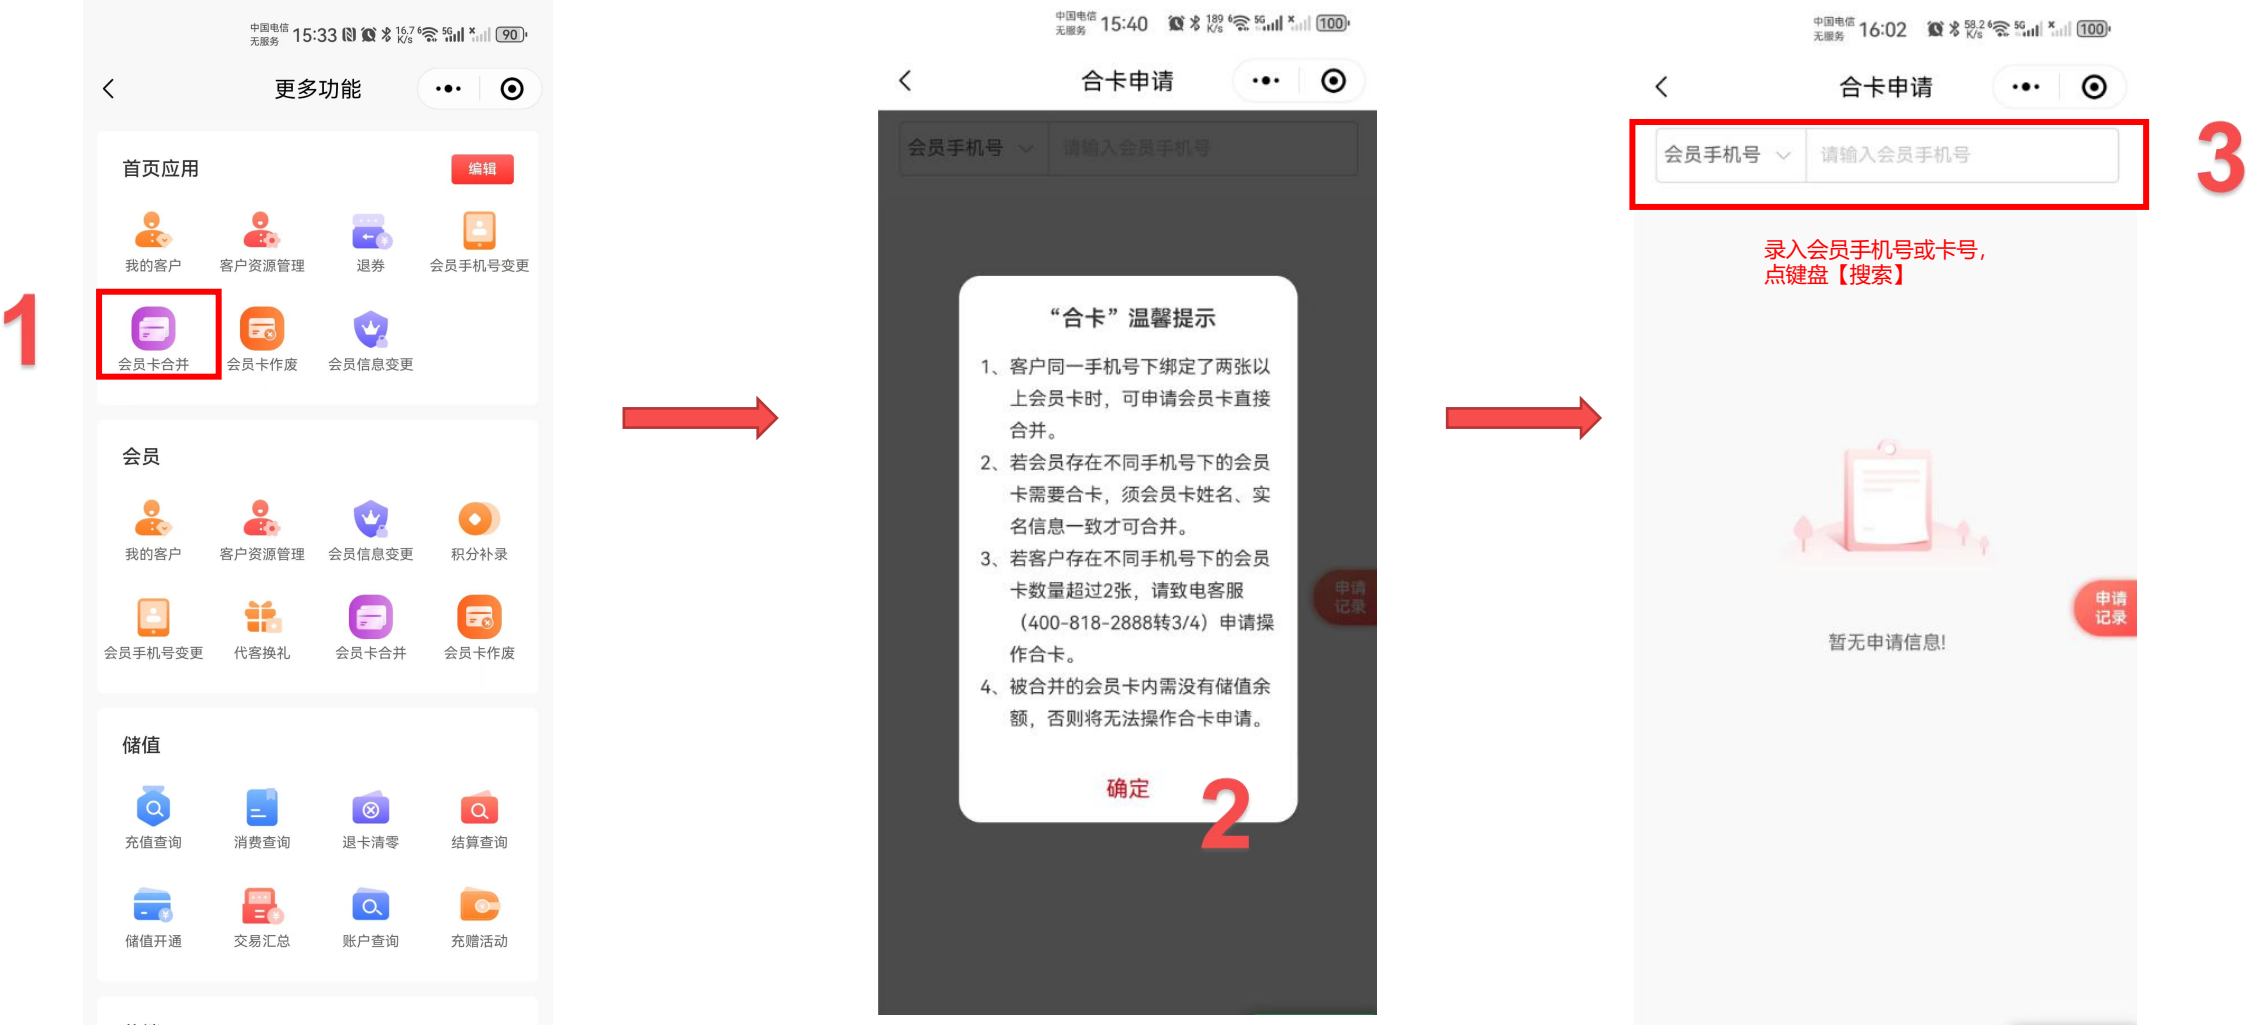 中国电信
无服务
15:33
16.7
K/s
6
5G
90
更多功能
首页应用
编辑
我的客户
客户资源管理
退券
会员手机号变更
1
会员卡合并
会员卡作废
会员信息变更
会员
我的客户
客户资源管理
会员信息变更
积分补录
会员手机号变更
代客换礼
会员卡合并
会员卡作废
储值
充值查询
消费查询
退卡清零
结算查询
储值开通
交易汇总
账户查询
充赠活动
中国电信
无服务
15:40
189
K/s
6
5G
100
合卡申请
会员手机号
请输入会员手机号
“合卡”温馨提示
1、客户同一手机号下绑定了两张以
上会员卡时，可申请会员卡直接
合并。
2、若会员存在不同手机号下的会员
卡需要合卡，须会员卡姓名、实
名信息一致才可合并。
3、若客户存在不同手机号下的会员
卡数量超过2张，请致电客服
（400-818-2888转3/4）申请操
作合卡。
4、被合并的会员卡内需没有储值余
额，否则将无法操作合卡申请。
确定
2
申请
记录
中国电信
无服务
16:02
58.2
K/s
6
5G
100
合卡申请
会员手机号
请输入会员手机号
3
录入会员手机号或卡号，
点键盘【搜索】
申请
记录
暂无申请信息!